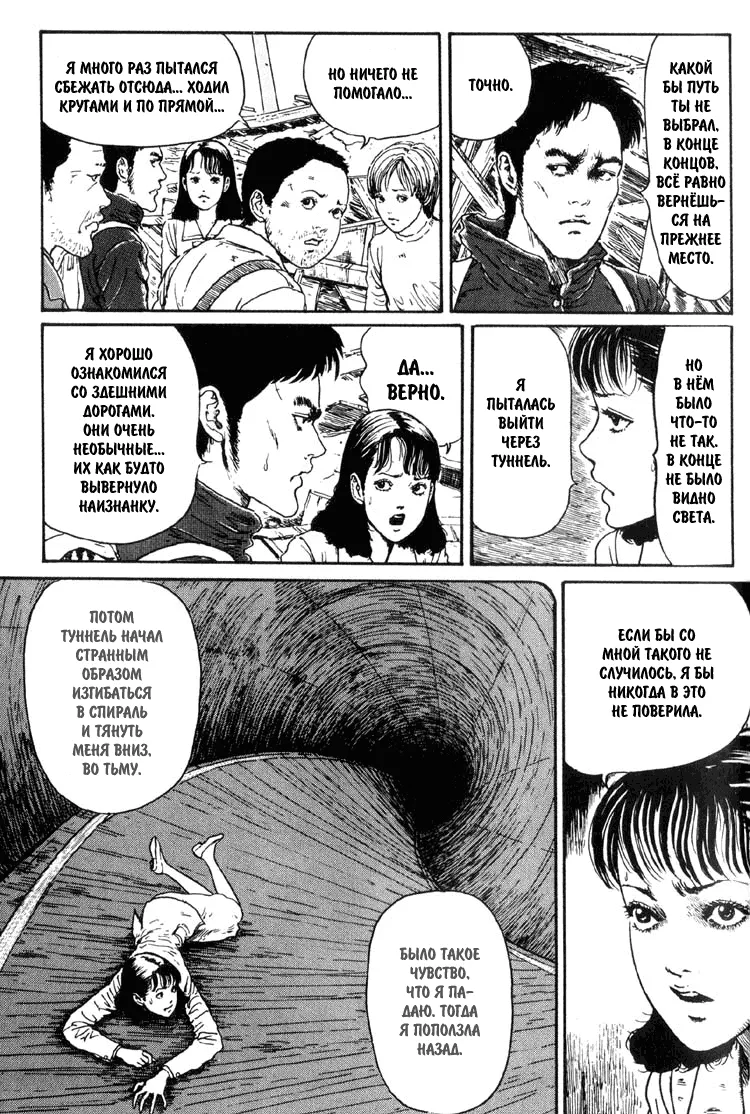 Я МНОГО РАЗ ПЫТАЛСЯ
СБЕЖАТЬ ОТСЮДА... ХОДИЛ
КРУГАМИ И ПО ПРЯМОЙ...
НО НИЧЕГО НЕ
ПОМОГАЛО...
ТОЧНО.
КАКОЙ
БЫ ПУТЬ
ТЫ НЕ
ВЫБРАЛ,
В КОНЦЕ
КОНЦОВ,
ВСЁ РАВНО
ВЕРНЁШЬ-
СЯ НА
ПРЕЖНЕЕ
МЕСТО.
Я ХОРОШО
ОЗНАКОМИЛСЯ
СО ЗДЕШНИМИ
ДОРОГАМИ.
ОНИ ОЧЕНЬ
НЕОБЫЧНЫЕ...
ИХ КАК БУДТО
ВЫВЕРНУЛО
НАИЗНАНКУ.
ДА...
ВЕРНО.
Я
ПЫТАЛАСЬ
ВЫЙТИ
ЧЕРЕЗ
ТУННЕЛЬ.
НО
В НЁМ
БЫЛО
ЧТО-ТО
НЕ ТАК.
В КОНЦЕ
НЕ БЫЛО
ВИДНО
СВЕТА.
ПОТОМ
ТУННЕЛЬ НАЧАЛ
СТРАННЫМ
ОБРАЗОМ
ИЗГИБАТЬСЯ
В СПИРАЛЬ
И ТЯНУТЬ
МЕНЯ ВНИЗ,
ВО ТЬМУ.
БЫЛО ТАКОЕ
ЧУВСТВО,
ЧТО Я ПА-
ДАЮ. ТОГДА
Я ПОПОЛЗЛА
НАЗАД.
ЕСЛИ БЫ СО
МНОЙ ТАКОГО НЕ
СЛУЧИЛОСЬ, Я БЫ
НИКОГДА В ЭТО
НЕ ПОВЕРИЛА.